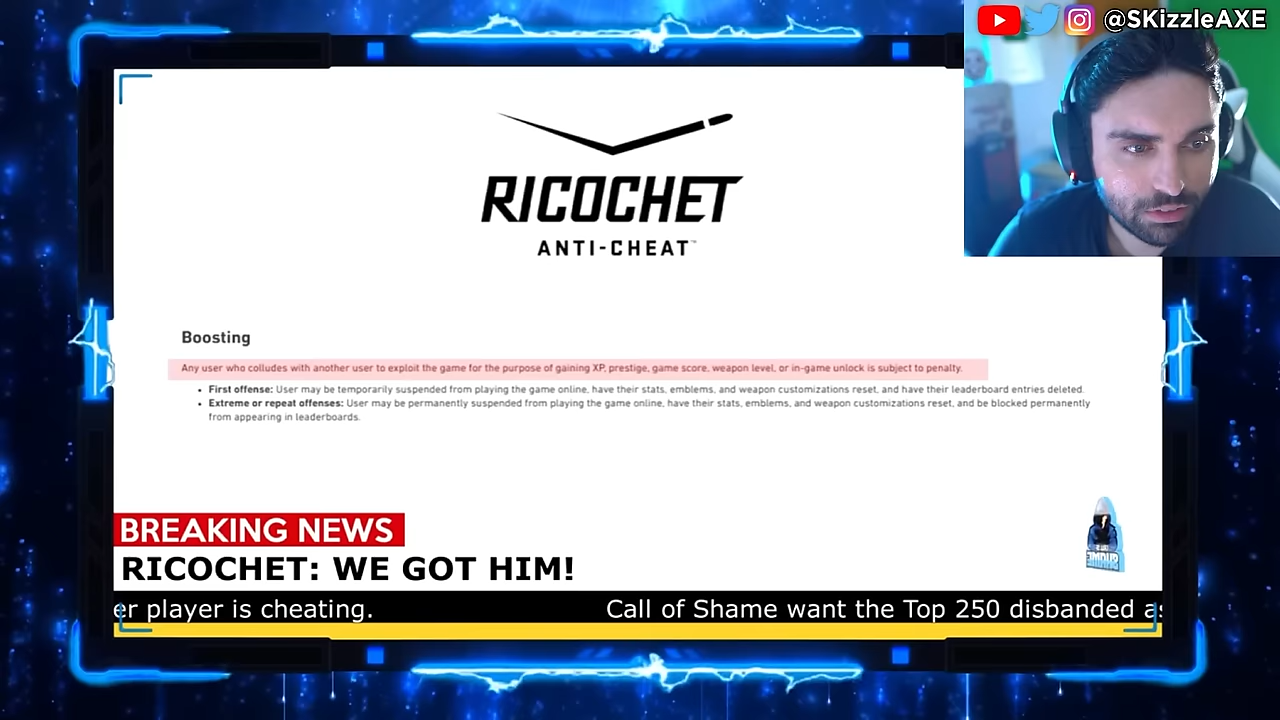 @SKizzleAXE
RICOCHET
ANTI-CHEAT™
Boosting
Any user who colludes with another user to exploit the game for the purpose of gaining XP, prestige, game score, weapon level, or in-game unlock is subject to penalty.
• First offense: User may be temporarily suspended from playing the game online, have their stats, emblems, and weapon customizations reset, and have their leaderboard entries deleted.
• Extreme or repeat offenses: User may be permanently suspended from playing the game online, have their stats, emblems, and weapon customizations reset, and be blocked permanently
from appearing in leaderboards.
SHAME
BREAKING NEWS
RICOCHET: WE GOT HIM!
er player is cheating. Call of Shame want the Top 250 disbanded as